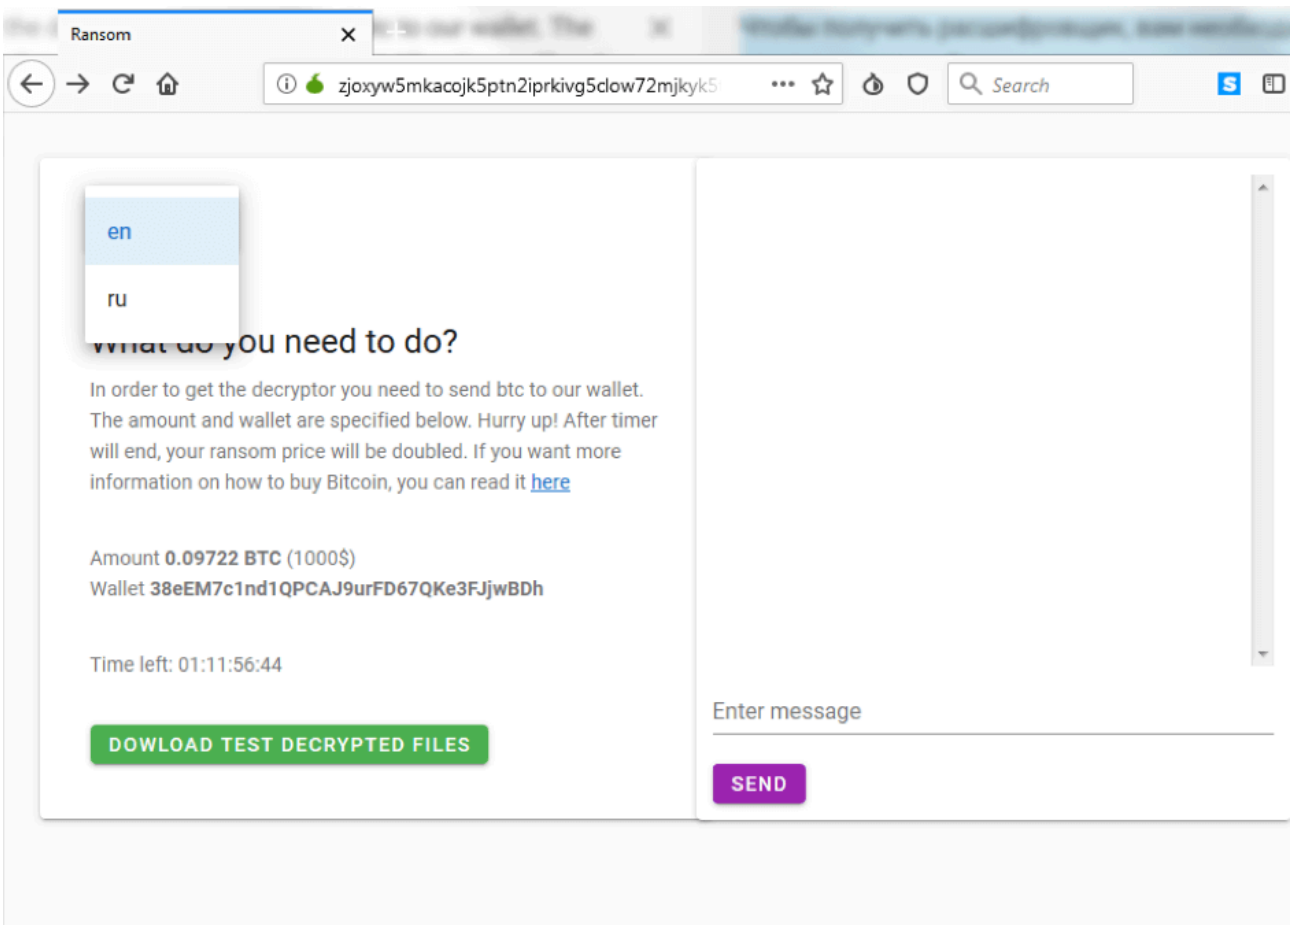 Ransom
zjoxyw5mkacojk5ptn2iprkivg5clow72mjkyk5
Search
en
ru
What do you need to do?
In order to get the decryptor you need to send btc to our wallet.
The amount and wallet are specified below. Hurry up! After timer
will end, your ransom price will be doubled. If you want more
information on how to buy Bitcoin, you can read it here
Amount 0.09722 BTC (1000$)
Wallet 38eEM7c1nd1QPCAJ9urFD67QKe3FJjwBDh
Time left: 01:11:56:44
DOWLOAD TEST DECRYPTED FILES
Enter message
SEND